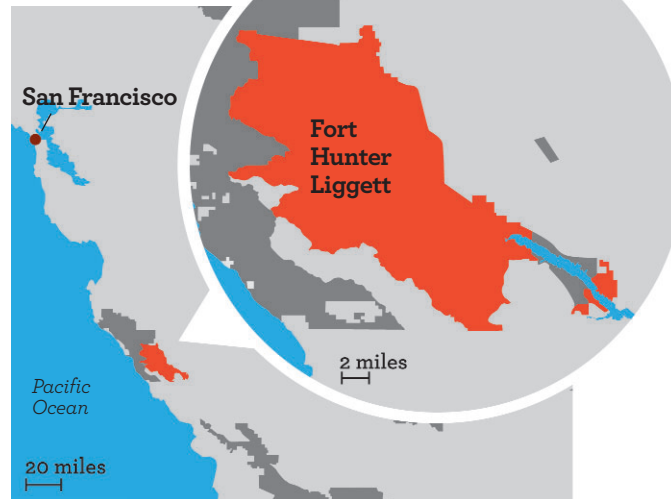 San Francisco
Fort
Hunter
Liggett
2 miles
Pacific
Ocean
20 miles